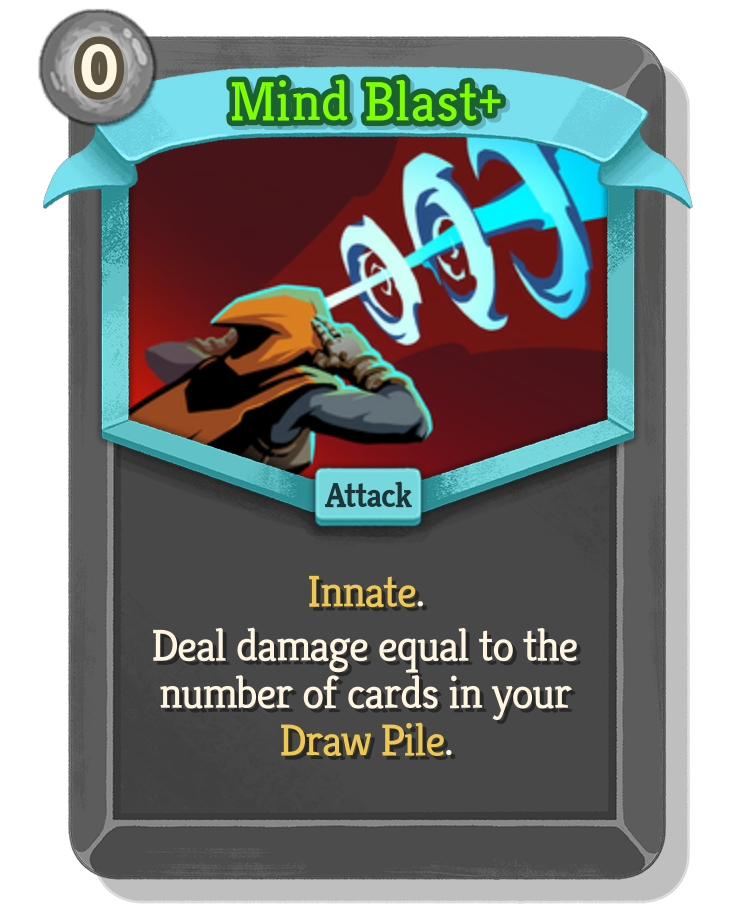 0
Mind Blast+
Attack
Innate.
Deal damage equal to the
number of cards in your
Draw Pile.